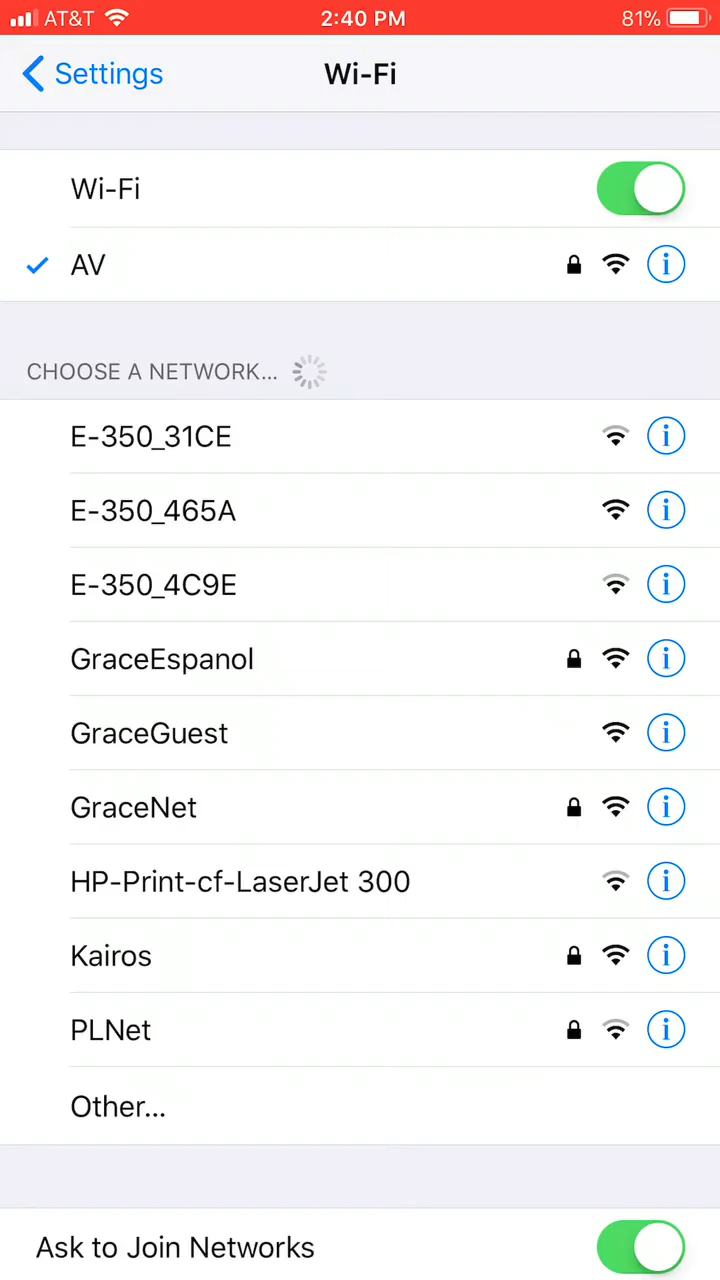 AT&T 2:40 PM 81%
Settings Wi-Fi
Wi-Fi
AV
CHOOSE A NETWORK...
E-350_31CE
E-350_465A
E-350_4C9E
GraceEspanol
GraceGuest
GraceNet
HP-Print-cf-LaserJet 300
Kairos
PLNet
Other...
Ask to Join Networks